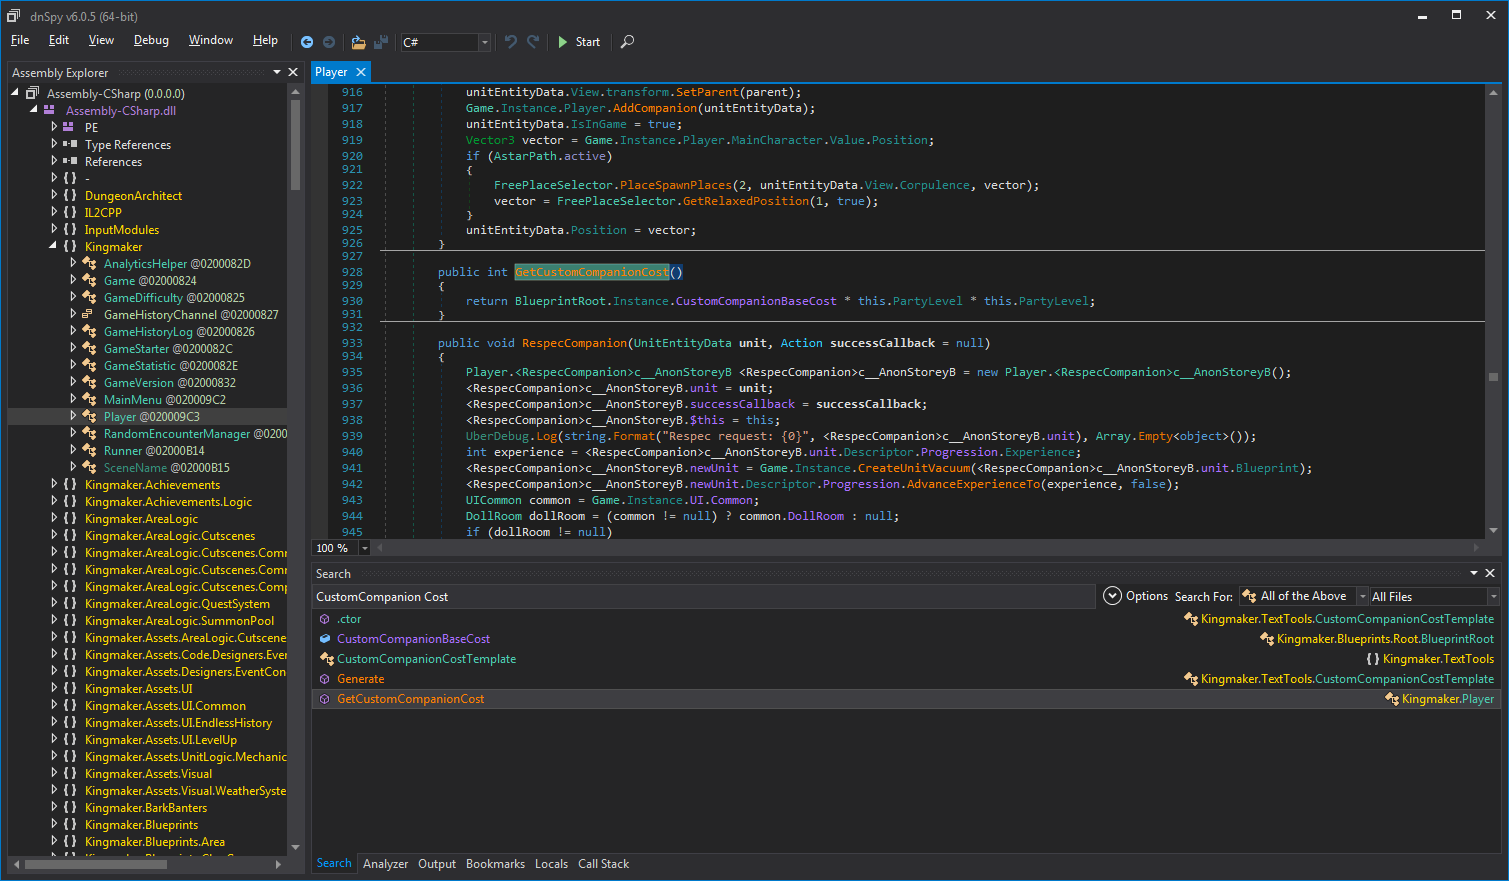 dnSpy v6.0.5 (64-bit)
File Edit View Debug Window Help C# Start
Assembly Explorer
Assembly-CSharp (0.0.0.0)
Assembly-CSharp.dll
PE
Type References
References
{ } -
{ } DungeonArchitect
{ } IL2CPP
{ } InputModules
{ } Kingmaker
AnalyticsHelper @0200082D
Game @02000824
GameDifficulty @02000825
GameHistoryChannel @02000827
GameHistoryLog @02000826
GameStarter @0200082C
GameStatistic @0200082E
GameVersion @02000832
MainMenu @020009C2
Player @020009C3
RandomEncounterManager @0200
Runner @02000B14
SceneName @02000B15
{ } Kingmaker.Achievements
{ } Kingmaker.Achievements.Logic
{ } Kingmaker.AreaLogic
{ } Kingmaker.AreaLogic.Cutscenes
{ } Kingmaker.AreaLogic.Cutscenes.Comm
{ } Kingmaker.AreaLogic.Cutscenes.Comm
{ } Kingmaker.AreaLogic.Cutscenes.Comp
{ } Kingmaker.AreaLogic.QuestSystem
{ } Kingmaker.AreaLogic.SummonPool
{ } Kingmaker.Assets.AreaLogic.Cutscene
{ } Kingmaker.Assets.Code.Designers.Ever
{ } Kingmaker.Assets.Designers.EventCon
{ } Kingmaker.Assets.UI
{ } Kingmaker.Assets.UI.Common
{ } Kingmaker.Assets.UI.EndlessHistory
{ } Kingmaker.Assets.UI.LevelUp
{ } Kingmaker.Assets.UnitLogic.Mechanic
{ } Kingmaker.Assets.Visual
{ } Kingmaker.Assets.Visual.WeatherSyste
{ } Kingmaker.BarkBanters
{ } Kingmaker.Blueprints
{ } Kingmaker.Blueprints.Area
Player
916 unitEntityData.View.transform.SetParent(parent);
917 Game.Instance.Player.AddCompanion(unitEntityData);
918 unitEntityData.IsInGame = true;
919 Vector3 vector = Game.Instance.Player.MainCharacter.Value.Position;
920 if (AstarPath.active)
921 {
922 FreePlaceSelector.PlaceSpawnPlaces(2, unitEntityData.View.Corpulence, vector);
923 vector = FreePlaceSelector.GetRelaxedPosition(1, true);
924 }
925 unitEntityData.Position = vector;
926 }
927
928 public int GetCustomCompanionCost()
929 {
930 return BlueprintRoot.Instance.CustomCompanionBaseCost * this.PartyLevel * this.PartyLevel;
931 }
932
933 public void RespecCompanion(UnitEntityData unit, Action successCallback = null)
934 {
935 Player.<RespecCompanion>c__AnonStoreyB <RespecCompanion>c__AnonStoreyB = new Player.<RespecCompanion>c__AnonStoreyB();
936 <RespecCompanion>c__AnonStoreyB.unit = unit;
937 <RespecCompanion>c__AnonStoreyB.successCallback = successCallback;
938 <RespecCompanion>c__AnonStoreyB.$this = this;
939 UberDebug.Log(string.Format("Respec request: {0}", <RespecCompanion>c__AnonStoreyB.unit), Array.Empty<object>());
940 int experience = <RespecCompanion>c__AnonStoreyB.unit.Descriptor.Progression.Experience;
941 <RespecCompanion>c__AnonStoreyB.newUnit = Game.Instance.CreateUnitVacuum(<RespecCompanion>c__AnonStoreyB.unit.Blueprint);
942 <RespecCompanion>c__AnonStoreyB.newUnit.Descriptor.Progression.AdvanceExperienceTo(experience, false);
943 UICommon common = Game.Instance.UI.Common;
944 DollRoom dollRoom = (common != null) ? common.DollRoom : null;
945 if (dollRoom != null)
100 %
Search
CustomCompanion Cost Options Search For: All of the Above All Files
.ctor Kingmaker.TextTools.CustomCompanionCostTemplate
CustomCompanionBaseCost Kingmaker.Blueprints.Root.BlueprintRoot
CustomCompanionCostTemplate { } Kingmaker.TextTools
Generate Kingmaker.TextTools.CustomCompanionCostTemplate
GetCustomCompanionCost Kingmaker.Player
Search Analyzer Output Bookmarks Locals Call Stack